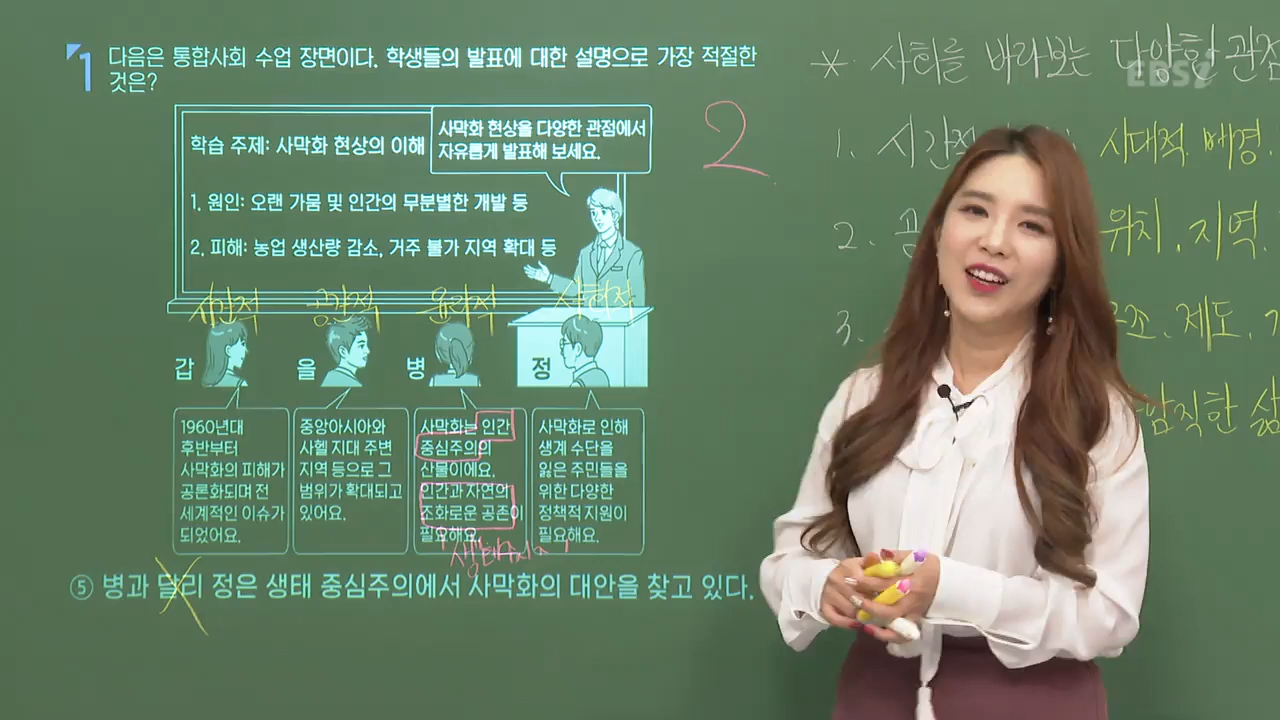 1 다음은 통합사회 수업 장면이다. 학생들의 발표에 대한 설명으로 가장 적절한
것은?
학습 주제: 사막화 현상의 이해
사막화 현상을 다양한 관점에서
자유롭게 발표해 보세요.
1. 원인: 오랜 가뭄 및 인간의 무분별한 개발 등
2. 피해: 농업 생산량 감소, 거주 불가 지역 확대 등
시간적 공간적 윤리적 사회적
갑 을 병 정
1960년대
후반부터
사막화의 피해가
공론화되며 전
세계적인 이슈가
되었어요.
중앙아시아와
사헬 지대 주변
지역 등으로 그
범위가 확대되고
있어요.
사막화는 인간
중심주의의
산물이에요.
인간과 자연의
조화로운 공존이
필요해요.
사막화로 인해
생계 수단을
잃은 주민들을
위한 다양한
정책적 지원이
필요해요.
⑤ 병과 달리 정은 생태 중심주의에서 사막화의 대안을 찾고 있다.
2
* 사회를 바라보는 다양한 관점
EBSi
1. 시간적 시대적 배경.
2. 공 위치, 지역.
3. 제도,
직한 삶